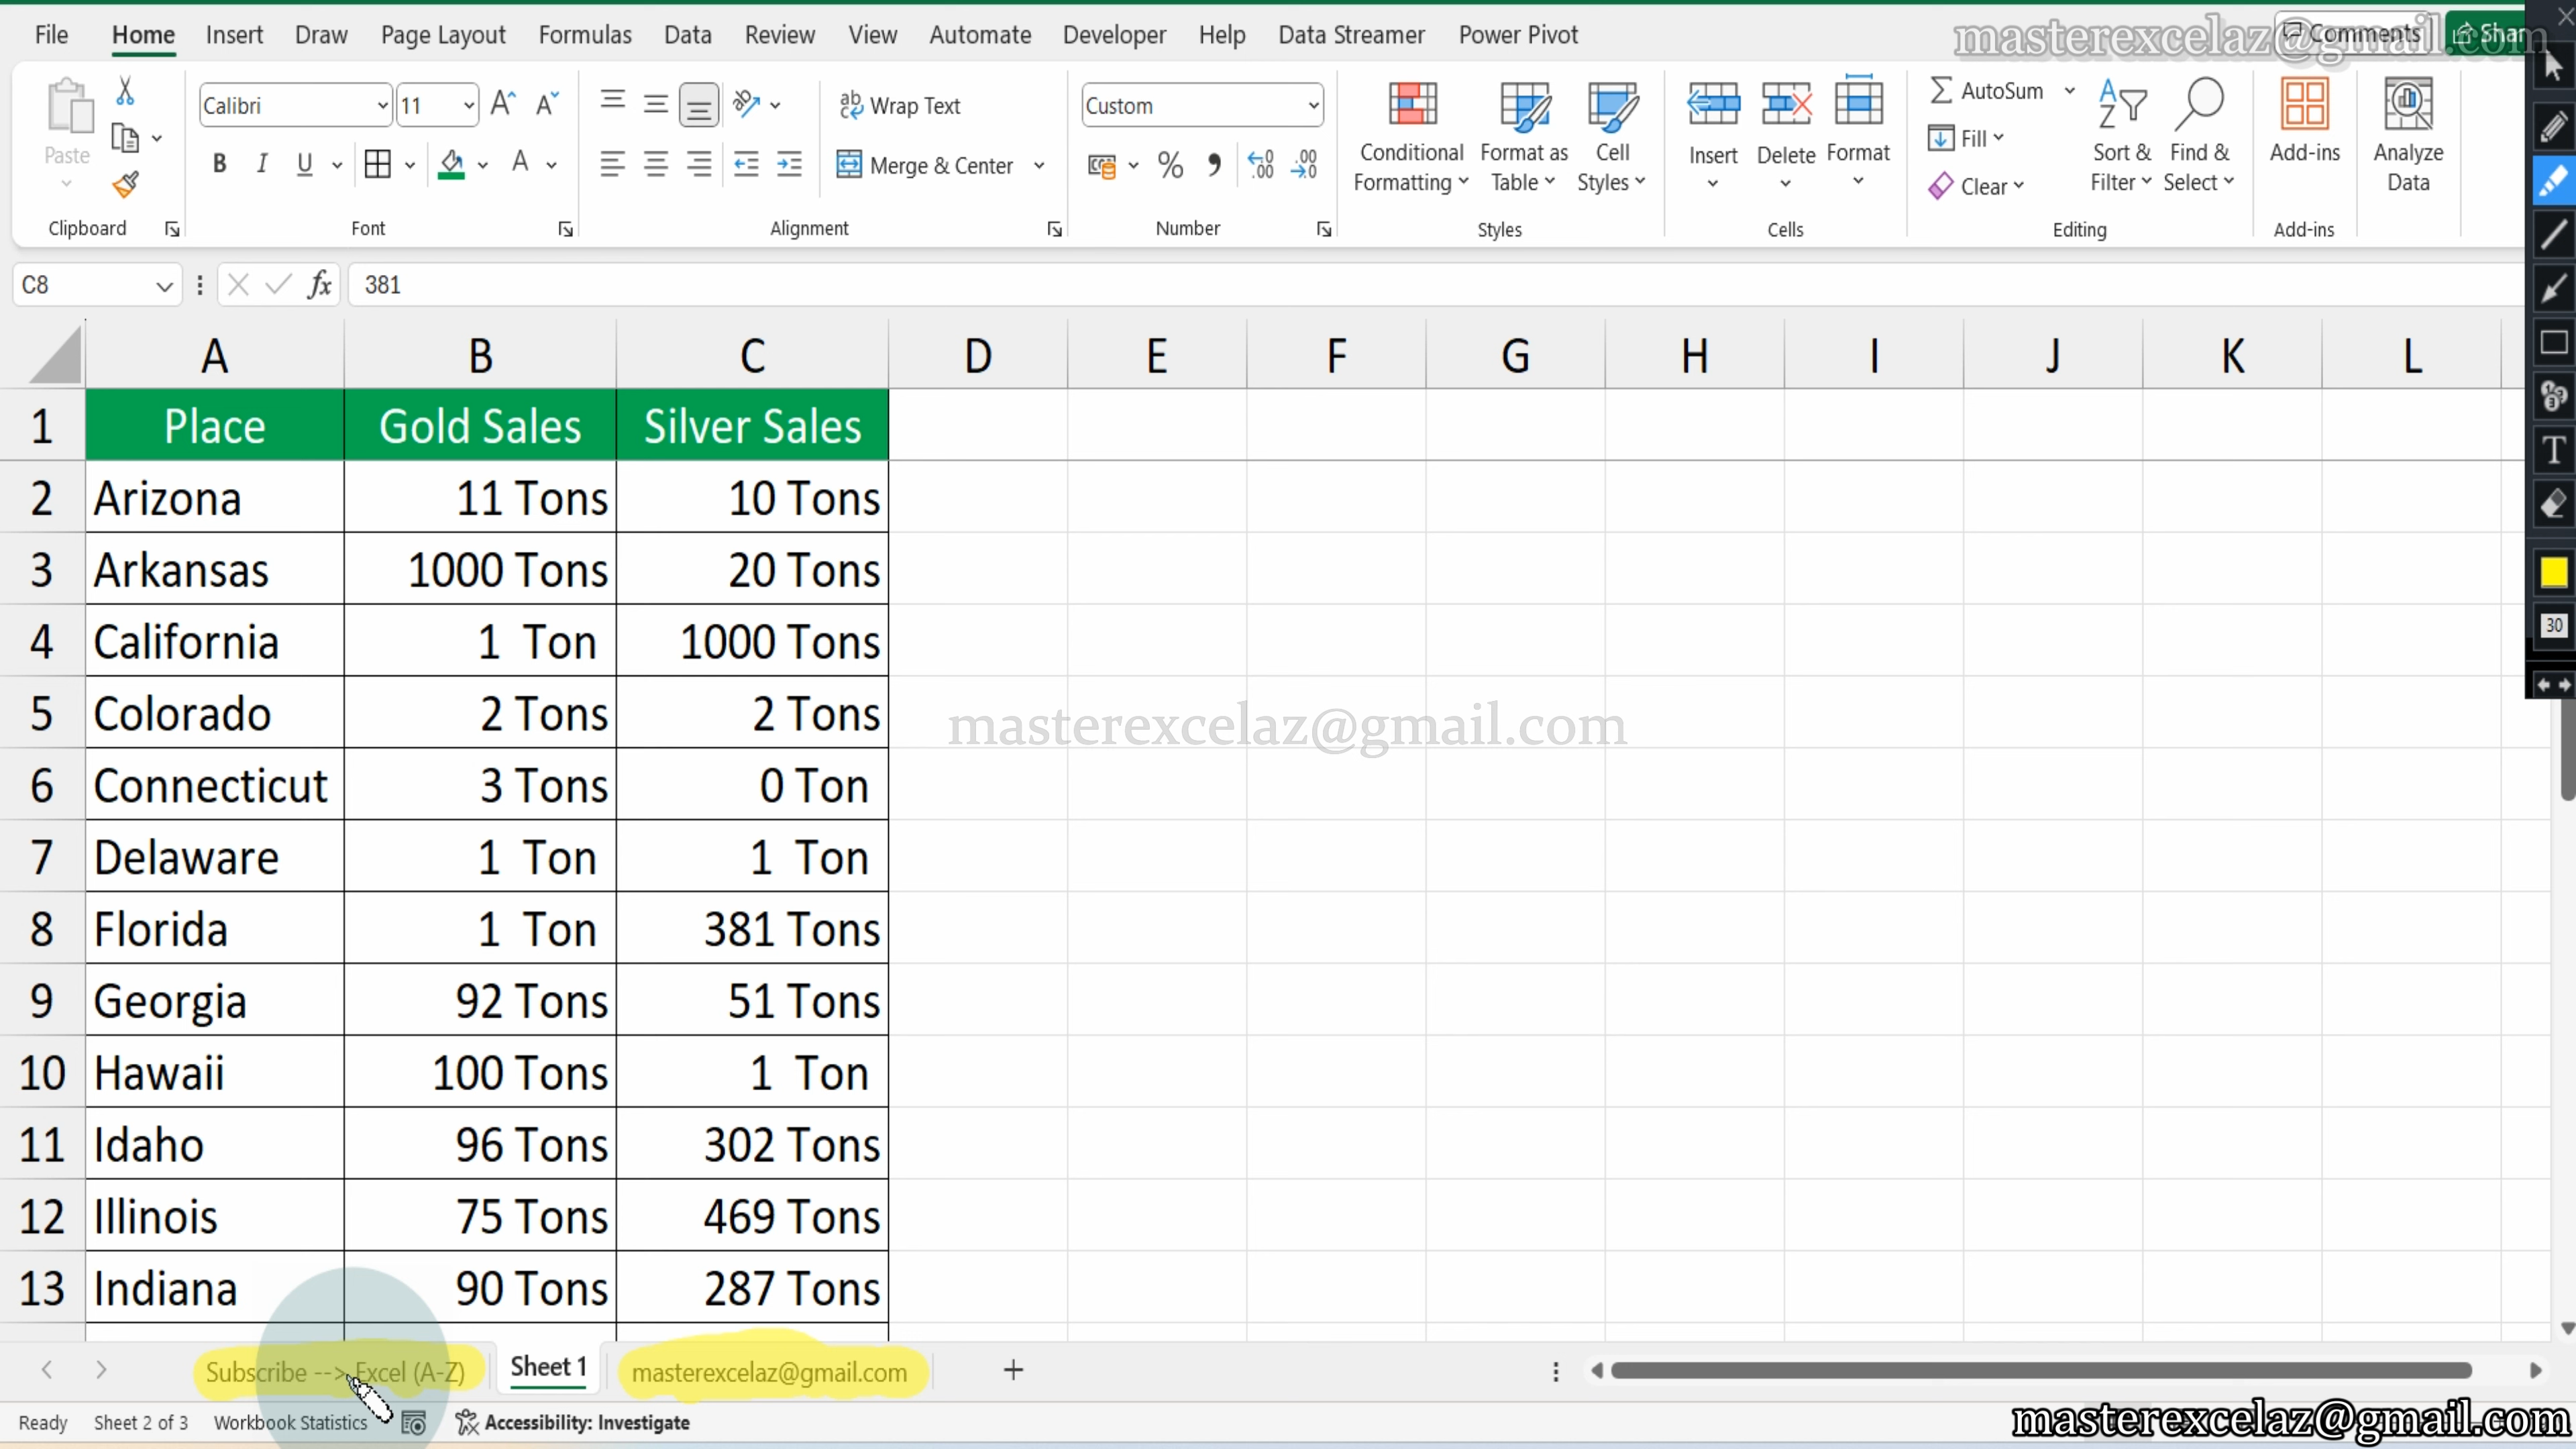 File Home Insert Draw Page Layout Formulas Data Review View Automate Developer Help Data Streamer Power Pivot Comments Shar
masterexcelaz@gmail.com
Calibri 11 Wrap Text Custom AutoSum
Paste B I U A Merge & Center % Conditional Formatting Format as Table Cell Styles Insert Delete Format Fill Clear Sort & Filter Find & Select Add-ins Analyze Data
Clipboard Font Alignment Number Styles Cells Editing Add-ins
C8 fx 381
A B C D E F G H I J K L
1 Place Gold Sales Silver Sales
2 Arizona 11 Tons 10 Tons
3 Arkansas 1000 Tons 20 Tons
4 California 1 Ton 1000 Tons
5 Colorado 2 Tons 2 Tons
masterexcelaz@gmail.com
6 Connecticut 3 Tons 0 Ton
7 Delaware 1 Ton 1 Ton
8 Florida 1 Ton 381 Tons
9 Georgia 92 Tons 51 Tons
10 Hawaii 100 Tons 1 Ton
11 Idaho 96 Tons 302 Tons
12 Illinois 75 Tons 469 Tons
13 Indiana 90 Tons 287 Tons
T
30
Subscribe --> Excel (A-Z) Sheet 1 masterexcelaz@gmail.com
Ready Sheet 2 of 3 Workbook Statistics Accessibility: Investigate
masterexcelaz@gmail.com